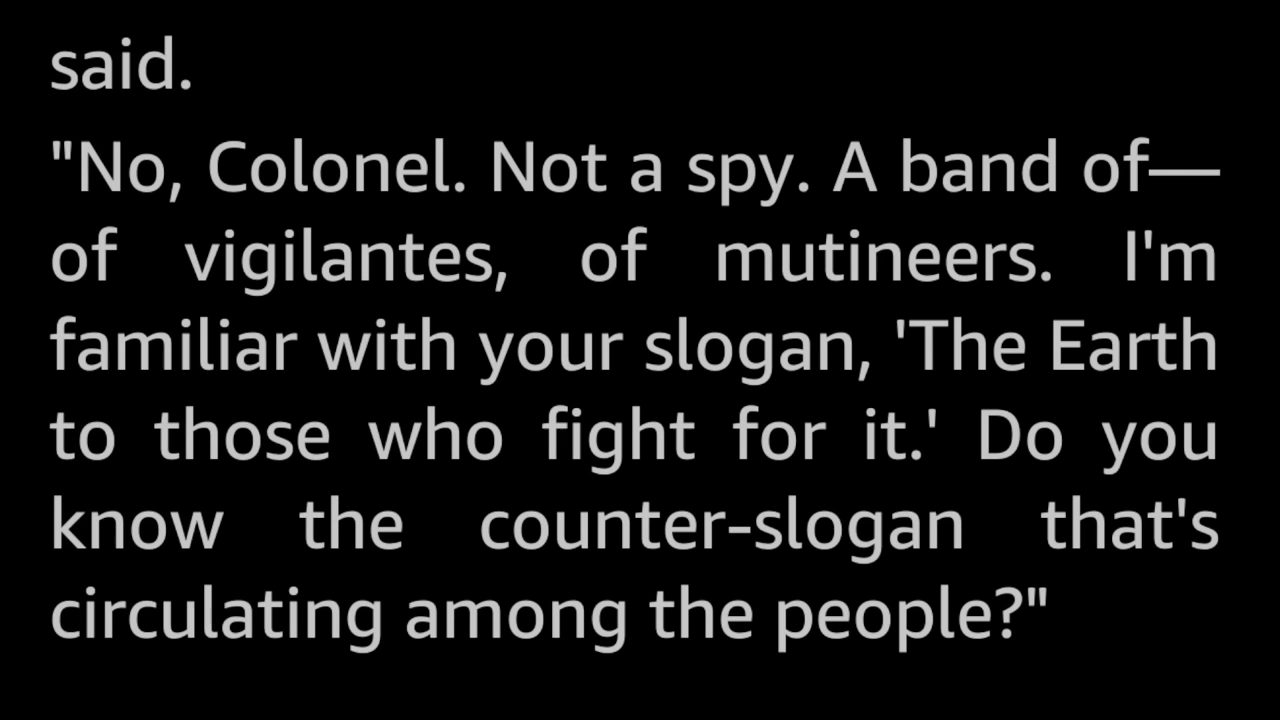 said.
"No, Colonel. Not a spy. A band of—
of vigilantes, of mutineers. I'm
familiar with your slogan, 'The Earth
to those who fight for it.' Do you
know the counter-slogan that's
circulating among the people?"